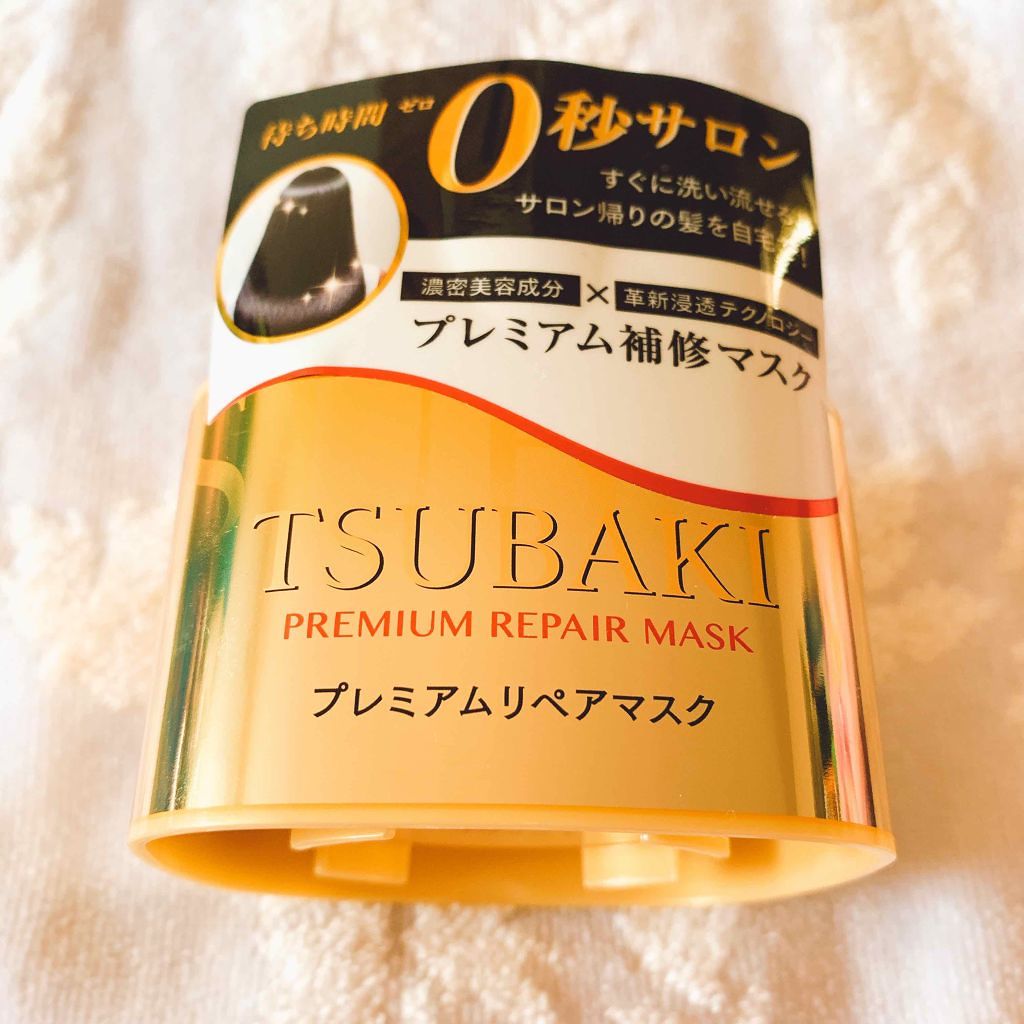 待ち時間 ゼロ 0秒サロン
すぐに洗い流せる
サロン帰りの髪を自宅で!
濃密美容成分 × 革新浸透テクノロジー
プレミアム補修マスク
TSUBAKI
PREMIUM REPAIR MASK
プレミアムリペアマスク